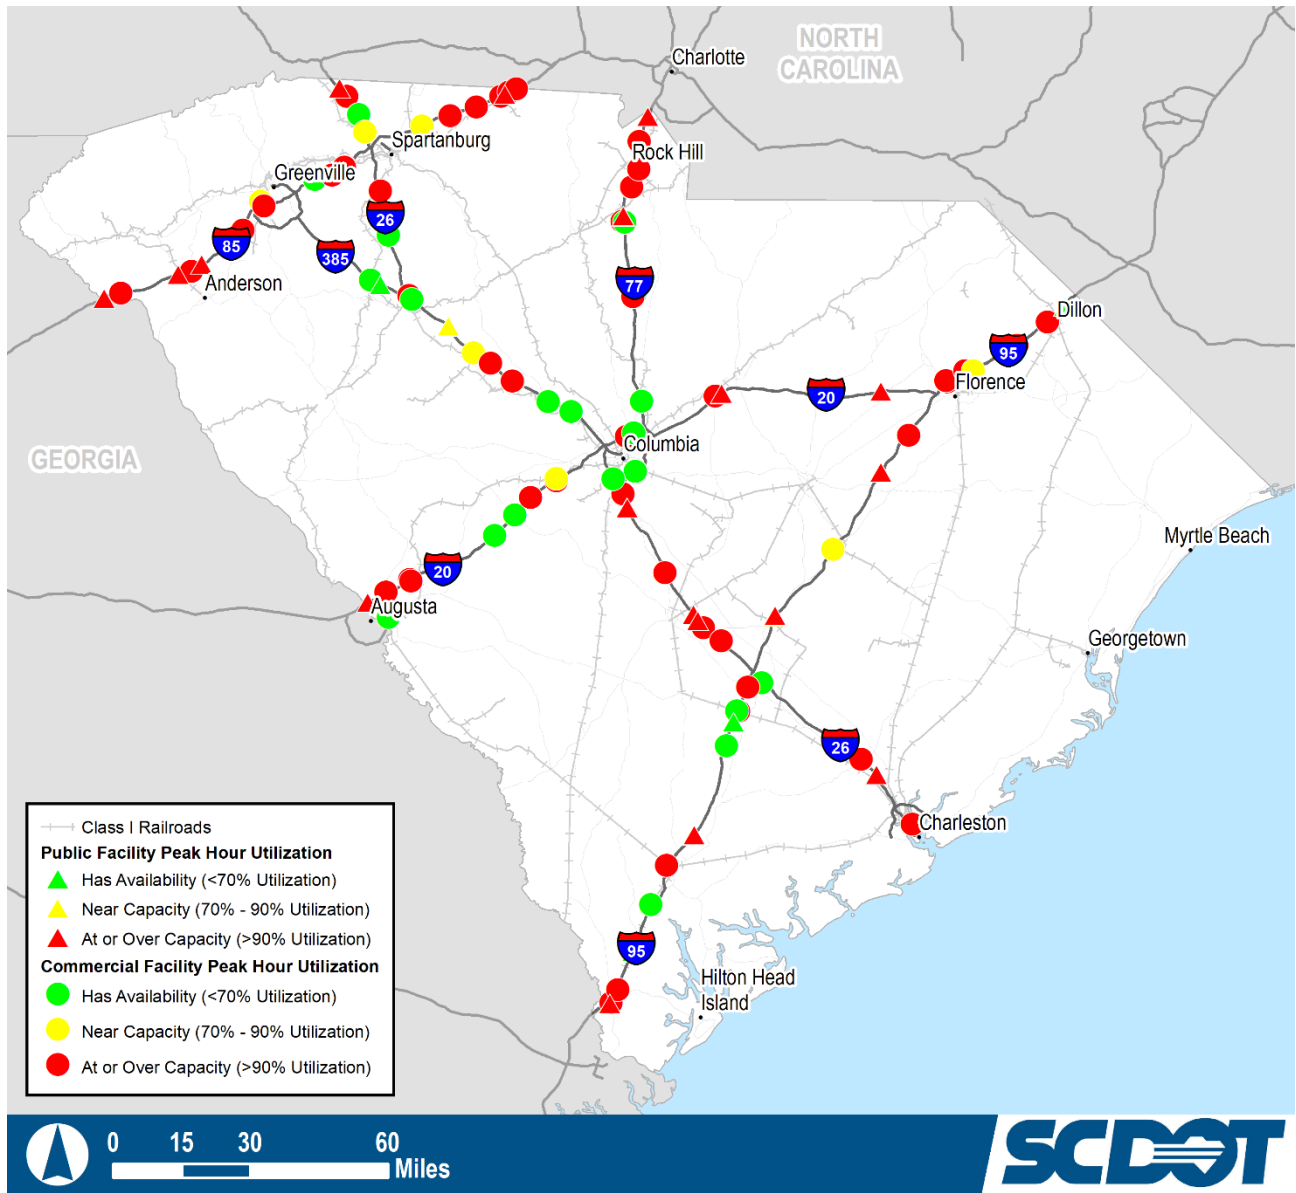 NORTH
CAROLINA
Charlotte
Spartanburg
Rock Hill
Greenville
26
85
385
77
Anderson
Dillon
95
Florence
20
Columbia
GEORGIA
Myrtle Beach
20
Augusta
Georgetown
26
Charleston
95
Hilton Head
Island
Class I Railroads
Public Facility Peak Hour Utilization
Has Availability (<70% Utilization)
Near Capacity (70% - 90% Utilization)
At or Over Capacity (>90% Utilization)
Commercial Facility Peak Hour Utilization
Has Availability (<70% Utilization)
Near Capacity (70% - 90% Utilization)
At or Over Capacity (>90% Utilization)
0 15 30 60
Miles
SCDOT